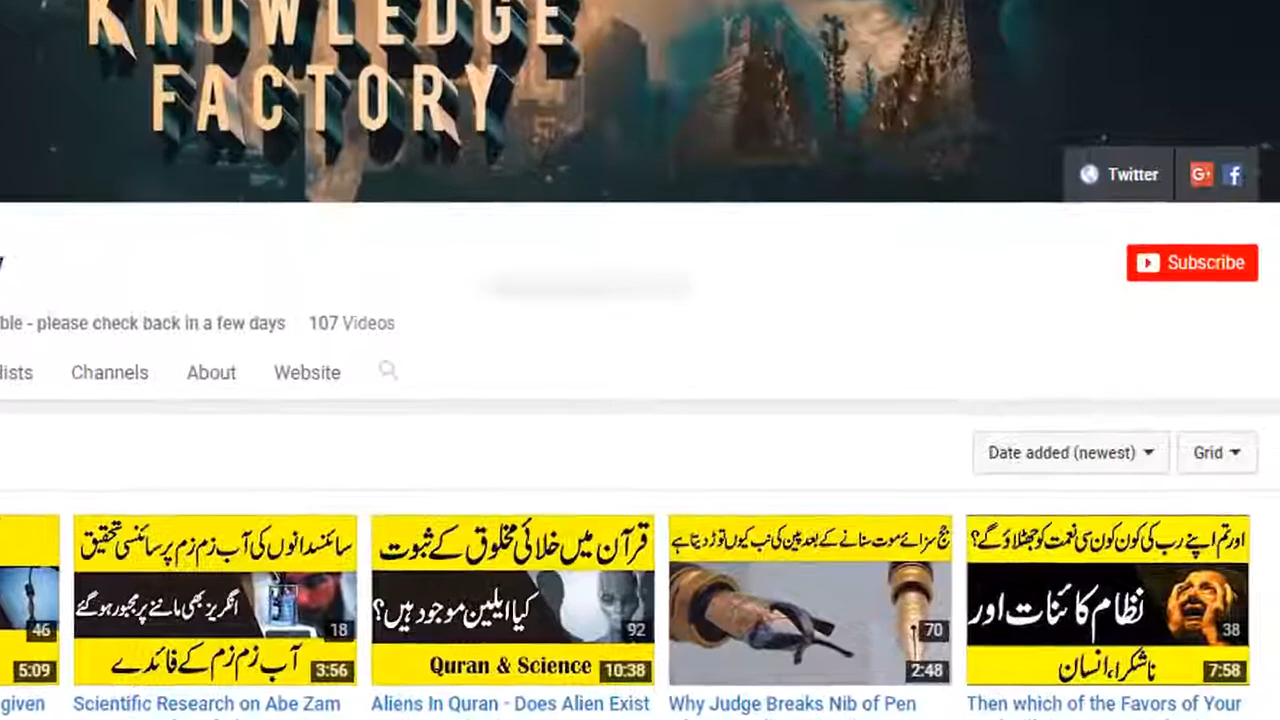 KNOWLEDGE
FACTORY
Twitter
Subscribe
ble - please check back in a few days 107 Videos
lists Channels About Website
Date added (newest) Grid
46
5:09
given
سائنسدانوں کی آب زم زم پر سائنسی تحقیق
انگریز بھی ماننے پر مجبور ہو گئے
18
آب زم زم کے فائدے
3:56
Scientific Research on Abe Zam
قرآن میں خلائی مخلوق کے ثبوت
کیا ایلین موجود ہیں؟
92
Quran & Science
10:38
Aliens In Quran - Does Alien Exist
جج سزائے موت سنانے کے بعد پین کی نب کیوں توڑ دیتا ہے
70
2:48
Why Judge Breaks Nib of Pen
اور تم اپنے رب کی کون کون سی نعمت کو جھٹلاؤ گے؟
نظام کائنات اور
38
ناشکرا، انسان
7:58
Then which of the Favors of Your